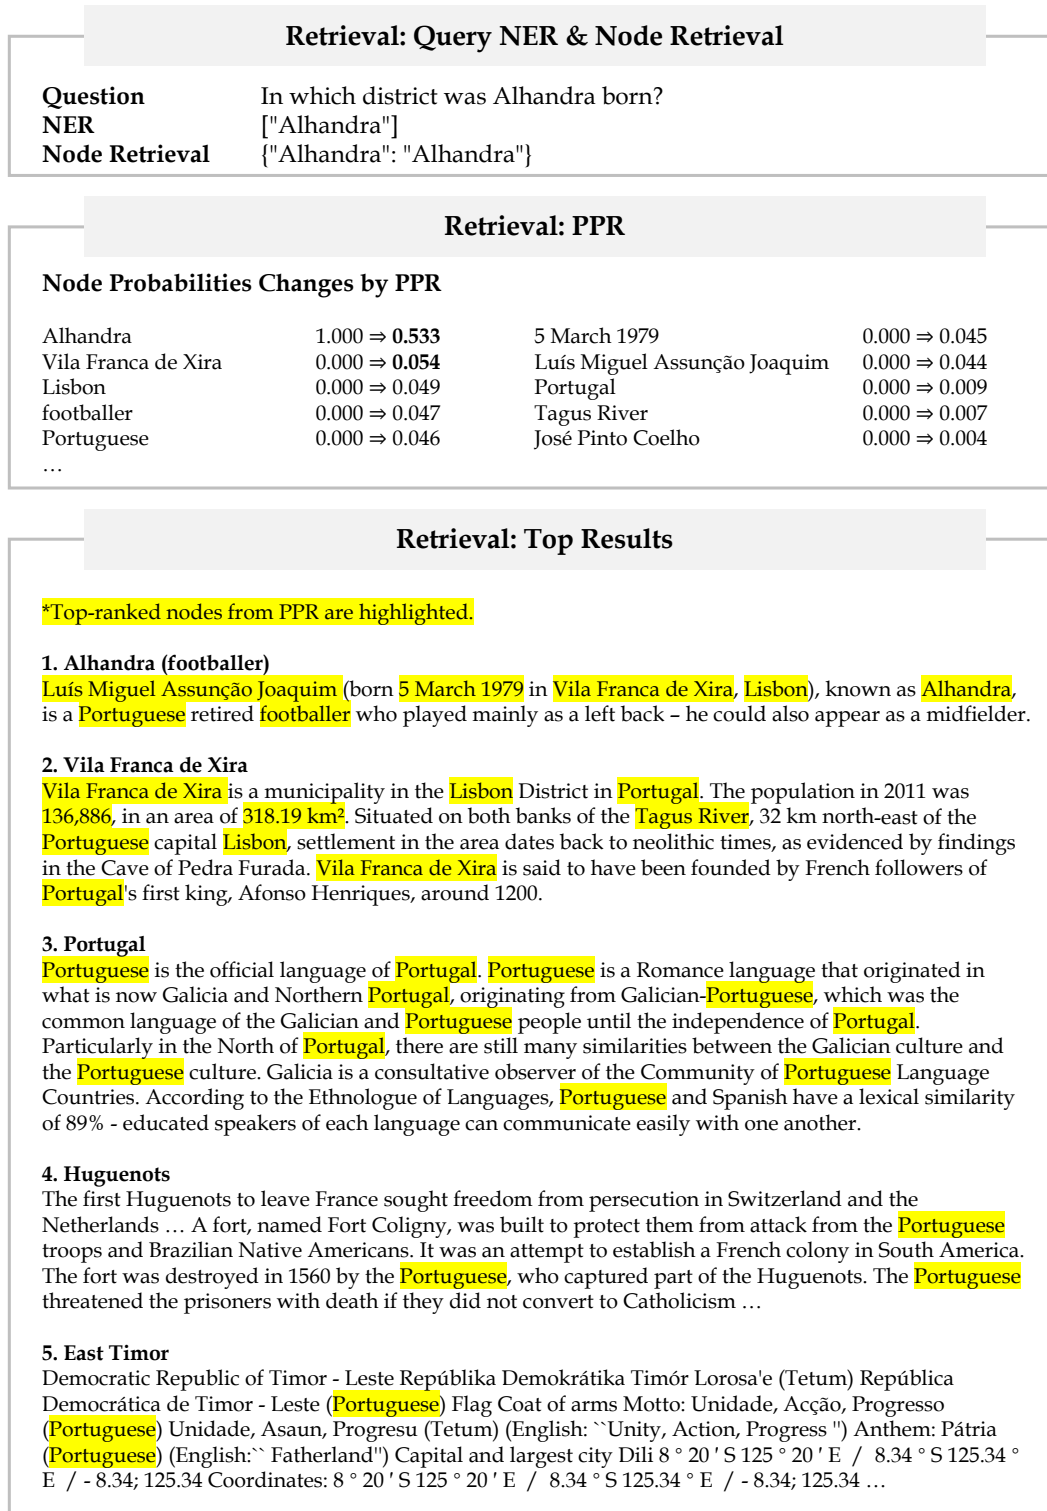 Retrieval: Query NER & Node Retrieval
Question In which district was Alhandra born?
NER ["Alhandra"]
Node Retrieval {"Alhandra": "Alhandra"}
Retrieval: PPR
Node Probabilities Changes by PPR
Alhandra 1.000 ⇒ 0.533 5 March 1979 0.000 ⇒ 0.045
Vila Franca de Xira 0.000 ⇒ 0.054 Luís Miguel Assunção Joaquim 0.000 ⇒ 0.044
Lisbon 0.000 ⇒ 0.049 Portugal 0.000 ⇒ 0.009
footballer 0.000 ⇒ 0.047 Tagus River 0.000 ⇒ 0.007
Portuguese 0.000 ⇒ 0.046 José Pinto Coelho 0.000 ⇒ 0.004
…
Retrieval: Top Results
*Top-ranked nodes from PPR are highlighted.
1. Alhandra (footballer)
Luís Miguel Assunção Joaquim (born 5 March 1979 in Vila Franca de Xira, Lisbon), known as Alhandra,
is a Portuguese retired footballer who played mainly as a left back – he could also appear as a midfielder.
2. Vila Franca de Xira
Vila Franca de Xira is a municipality in the Lisbon District in Portugal. The population in 2011 was
136,886, in an area of 318.19 km². Situated on both banks of the Tagus River, 32 km north-east of the
Portuguese capital Lisbon, settlement in the area dates back to neolithic times, as evidenced by findings
in the Cave of Pedra Furada. Vila Franca de Xira is said to have been founded by French followers of
Portugal's first king, Afonso Henriques, around 1200.
3. Portugal
Portuguese is the official language of Portugal. Portuguese is a Romance language that originated in
what is now Galicia and Northern Portugal, originating from Galician-Portuguese, which was the
common language of the Galician and Portuguese people until the independence of Portugal.
Particularly in the North of Portugal, there are still many similarities between the Galician culture and
the Portuguese culture. Galicia is a consultative observer of the Community of Portuguese Language
Countries. According to the Ethnologue of Languages, Portuguese and Spanish have a lexical similarity
of 89% - educated speakers of each language can communicate easily with one another.
4. Huguenots
The first Huguenots to leave France sought freedom from persecution in Switzerland and the
Netherlands … A fort, named Fort Coligny, was built to protect them from attack from the Portuguese
troops and Brazilian Native Americans. It was an attempt to establish a French colony in South America.
The fort was destroyed in 1560 by the Portuguese, who captured part of the Huguenots. The Portuguese
threatened the prisoners with death if they did not convert to Catholicism …
5. East Timor
Democratic Republic of Timor - Leste Repúblika Demokrátika Timór Lorosa'e (Tetum) República
Democrática de Timor - Leste (Portuguese) Flag Coat of arms Motto: Unidade, Acção, Progresso
(Portuguese) Unidade, Asaun, Progresu (Tetum) (English: ``Unity, Action, Progress '') Anthem: Pátria
(Portuguese) (English:`` Fatherland'') Capital and largest city Dili 8 ° 20 ′ S 125 ° 20 ′ E / 8.34 ° S 125.34 °
E / - 8.34; 125.34 Coordinates: 8 ° 20 ′ S 125 ° 20 ′ E / 8.34 ° S 125.34 ° E / - 8.34; 125.34 …